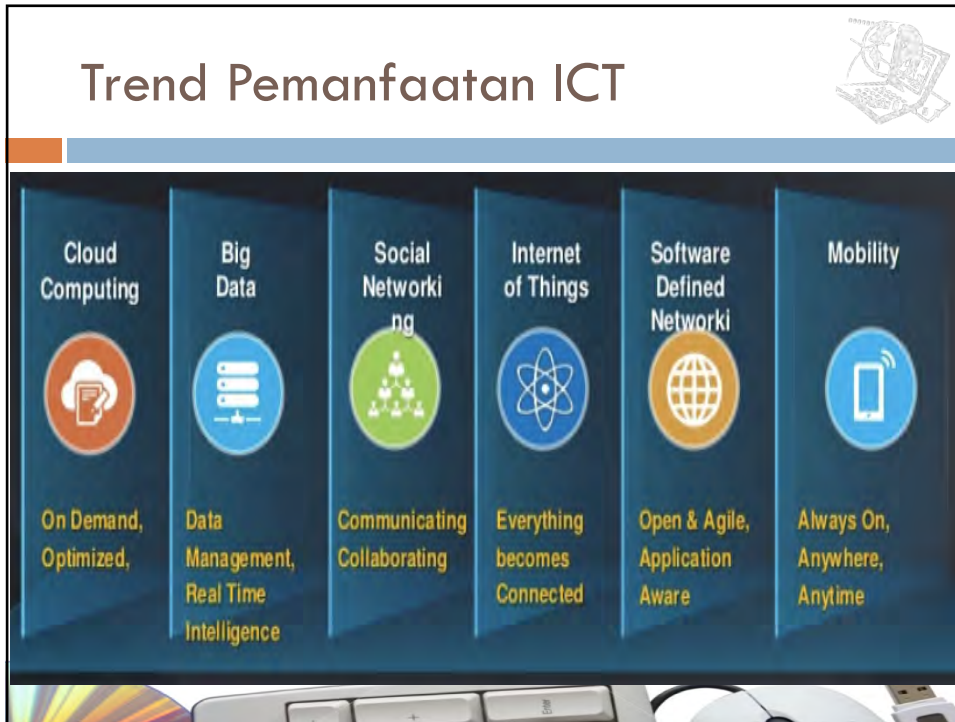 Trend Pemanfaatan ICT
Cloud
Computing
On Demand,
Optimized,
Big
Data
Data
Management,
Real Time
Intelligence
Social
Networki
ng
Communicating
Collaborating
Internet
of Things
Everything
becomes
Connected
Software
Defined
Networki
Open & Agile,
Application
Aware
Mobility
Always On,
Anywhere,
Anytime
Enter